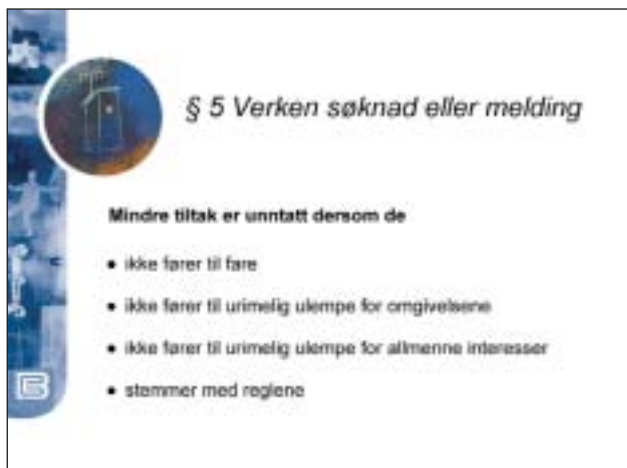 § 5 Verken søknad eller melding
Mindre tiltak er unntatt dersom de
• ikke fører til fare
• ikke fører til urimelig ulempe for omgivelsene
• ikke fører til urimelig ulempe for allmenne interesser
• stemmer med reglene